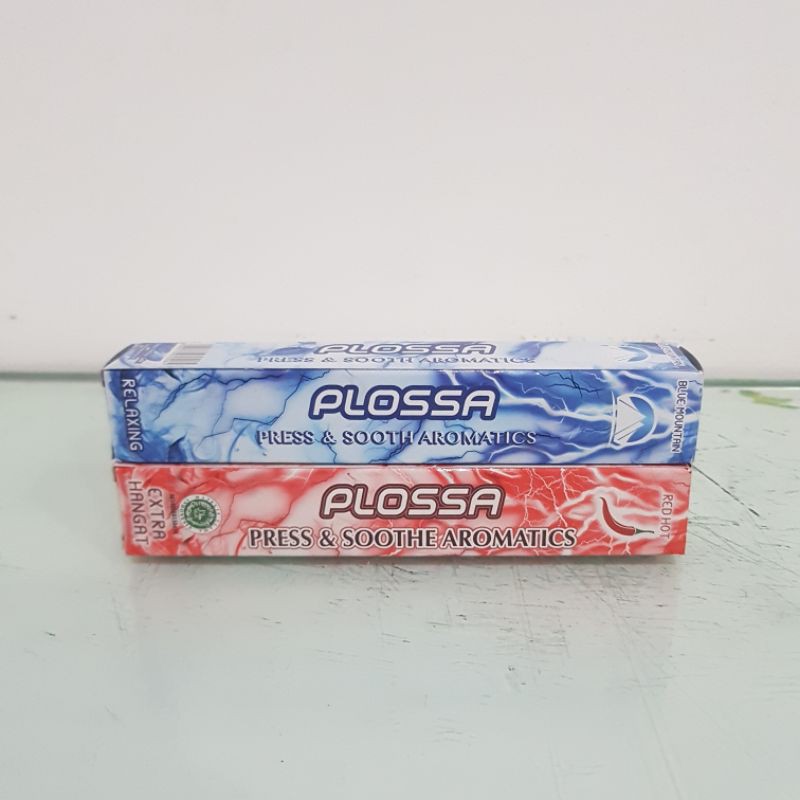 PLOSSA
PRESS & SOOTH AROMATICS
RELAXING
PLOSSA
PRESS & SOOTH AROMATICS
BLUE MOUNTAIN
EXTRA
HANGAT
PLOSSA
PRESS & SOOTHE AROMATICS
RED HOT